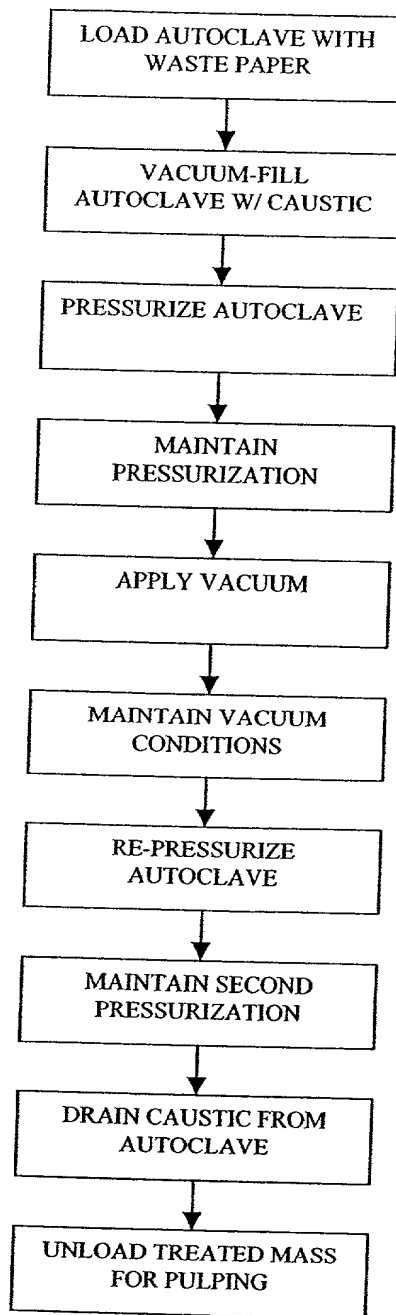 LOAD AUTOCLAVE WITH
WASTE PAPER
VACUUM-FILL
AUTOCLAVE W/ CAUSTIC
PRESSURIZE AUTOCLAVE
MAINTAIN
PRESSURIZATION
APPLY VACUUM
MAINTAIN VACUUM
CONDITIONS
RE-PRESSURIZE
AUTOCLAVE
MAINTAIN SECOND
PRESSURIZATION
DRAIN CAUSTIC FROM
AUTOCLAVE
UNLOAD TREATED MASS
FOR PULPING